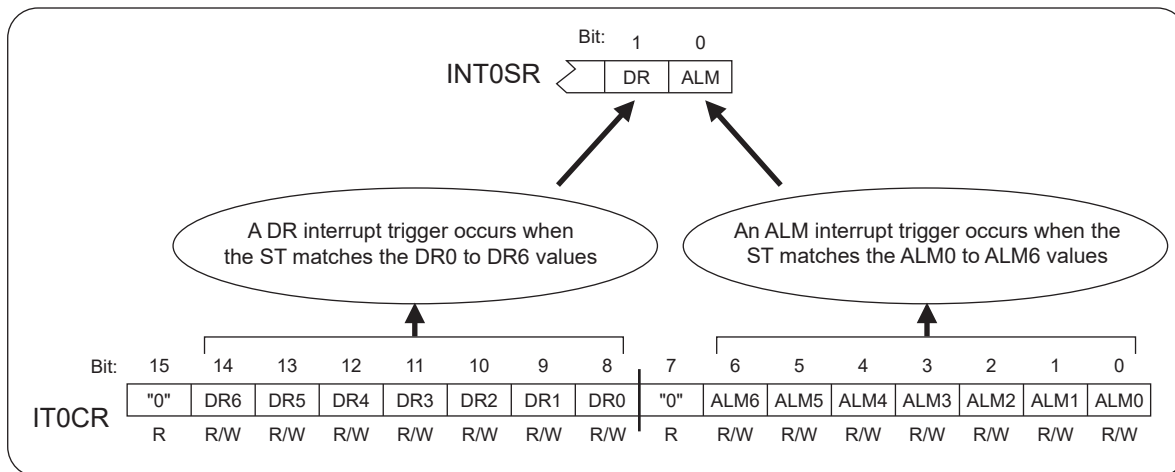 Bit: 1 0
INT0SR DR ALM
A DR interrupt trigger occurs when
the ST matches the DR0 to DR6 values
An ALM interrupt trigger occurs when the
ST matches the ALM0 to ALM6 values
Bit: 15 14 13 12 11 10 9 8 7 6 5 4 3 2 1 0
IT0CR "0" DR6 DR5 DR4 DR3 DR2 DR1 DR0 "0" ALM6 ALM5 ALM4 ALM3 ALM2 ALM1 ALM0
R R/W R/W R/W R/W R/W R/W R/W R R/W R/W R/W R/W R/W R/W R/W